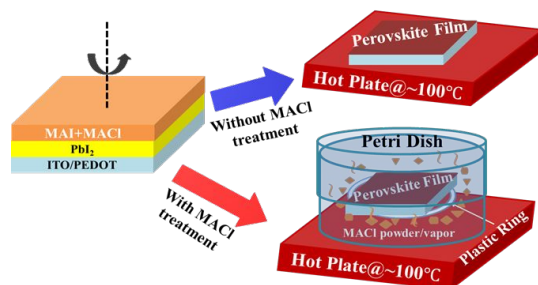 MAI+MACl
PbI₂
ITO/PEDOT
Without MACl
treatment
With MACl
treatment
Perovskite Film
Hot Plate@~100℃
Petri Dish
Perovskite Film
MACl powder/vapor
Plastic Ring
Hot Plate@~100℃